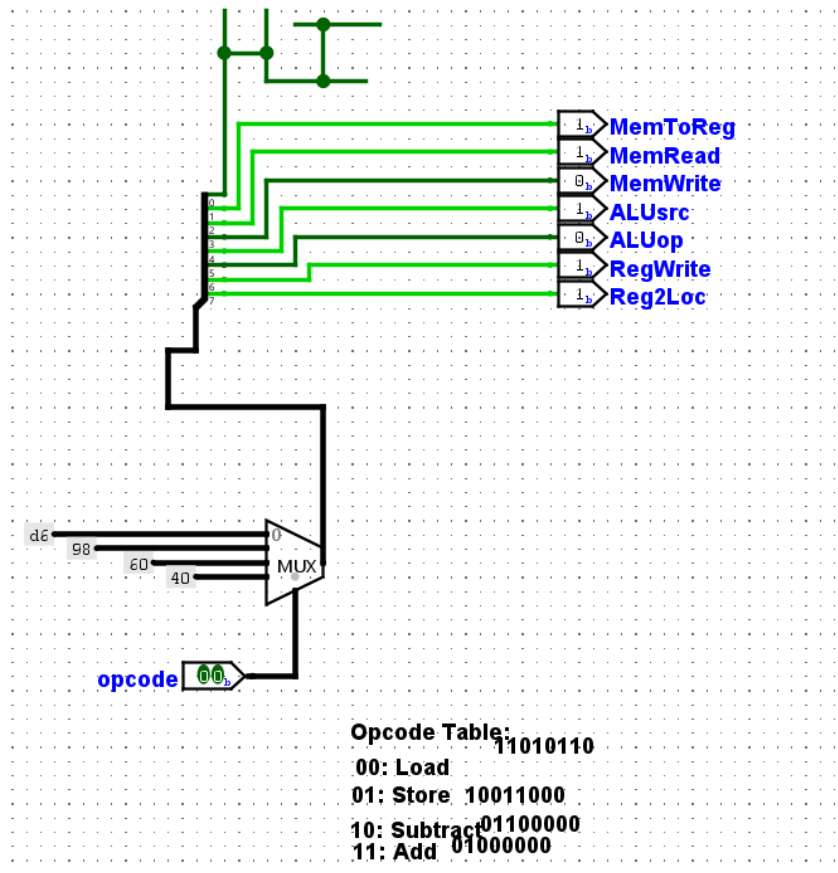 1b MemToReg
1b MemRead
0b MemWrite
1b ALUsrc
0b ALUop
1b RegWrite
1b Reg2Loc
0
1
2
3
4
5
6
7
d6
98
60
40
0
MUX
opcode 00b
Opcode Table:
11010110
00: Load
01: Store 10011000
10: Subtract 01100000
11: Add 01000000